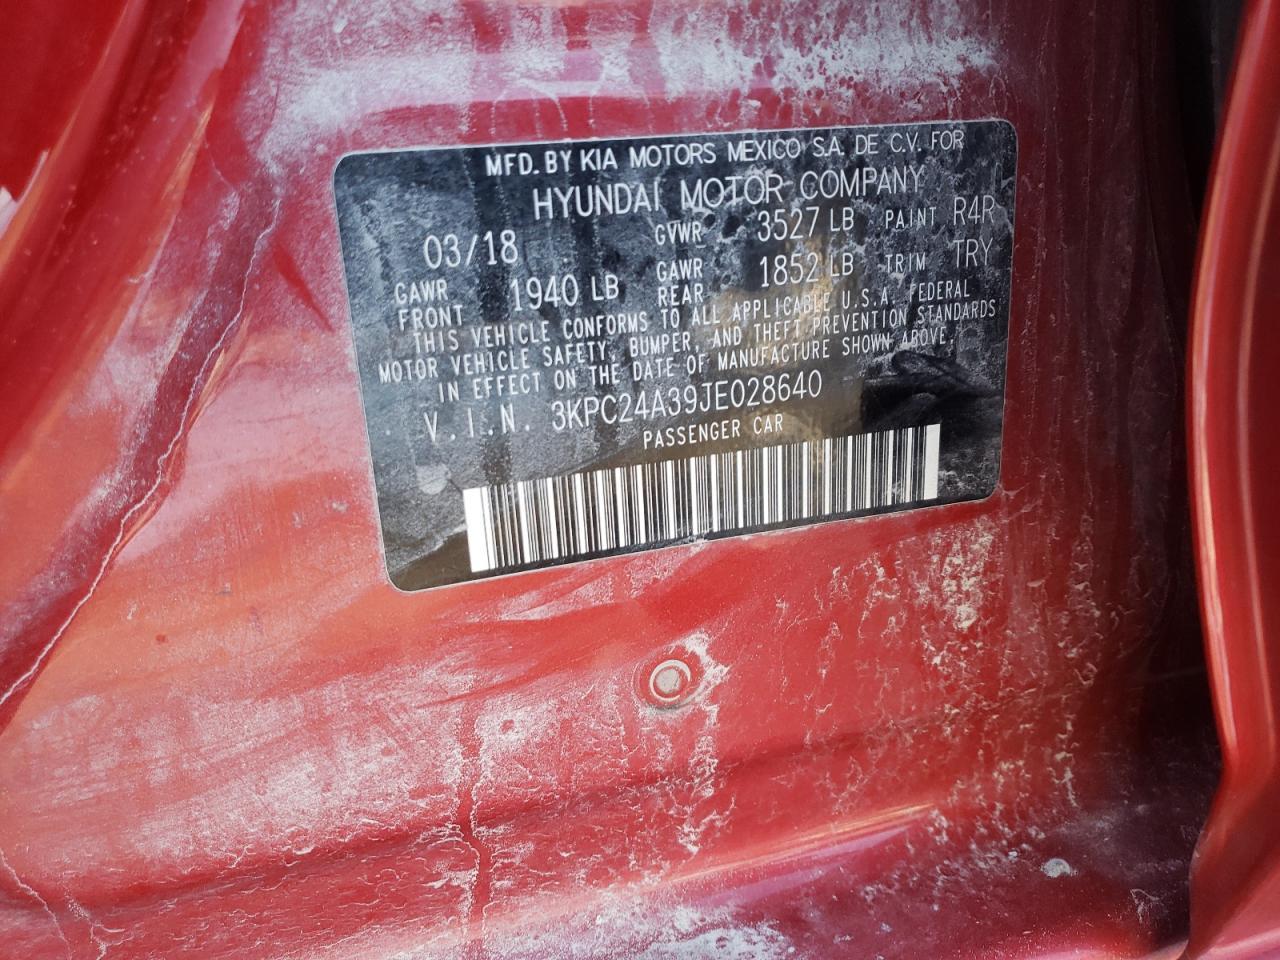 MFD. BY KIA MOTORS MEXICO S.A. DE C.V. FOR
HYUNDAI MOTOR COMPANY
03/18 GVWR 3527 LB PAINT R4R
GAWR FRONT 1940 LB GAWR REAR 1852 LB TRIM TRY
THIS VEHICLE CONFORMS TO ALL APPLICABLE U.S.A. FEDERAL
MOTOR VEHICLE SAFETY, BUMPER, AND THEFT PREVENTION STANDARDS
IN EFFECT ON THE DATE OF MANUFACTURE SHOWN ABOVE.
V.I.N. 3KPC24A39JE028640
PASSENGER CAR